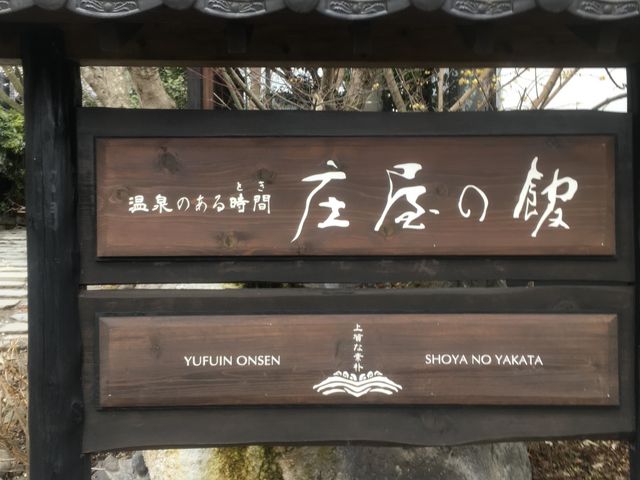 温泉のある時間 庄屋の館
とき
YUFUIN ONSEN
上質な素朴
SHOYA NO YAKATA